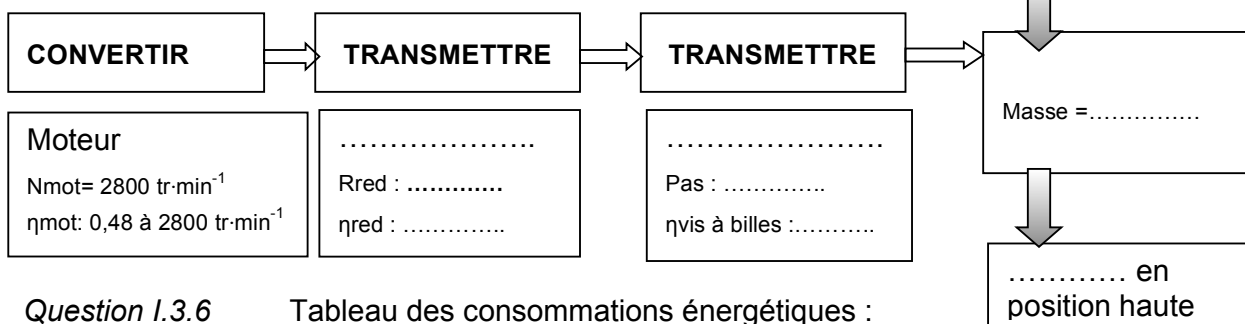 CONVERTIR
TRANSMETTRE
TRANSMETTRE
Masse =……………
Moteur
Nmot= 2800 tr·min⁻¹
ηmot: 0,48 à 2800 tr·min⁻¹
………………….
Rred : ………….
ηred : …………..
…………………….
Pas : …………..
ηvis à billes :………..
………… en
position haute
Question I.3.6 Tableau des consommations énergétiques :